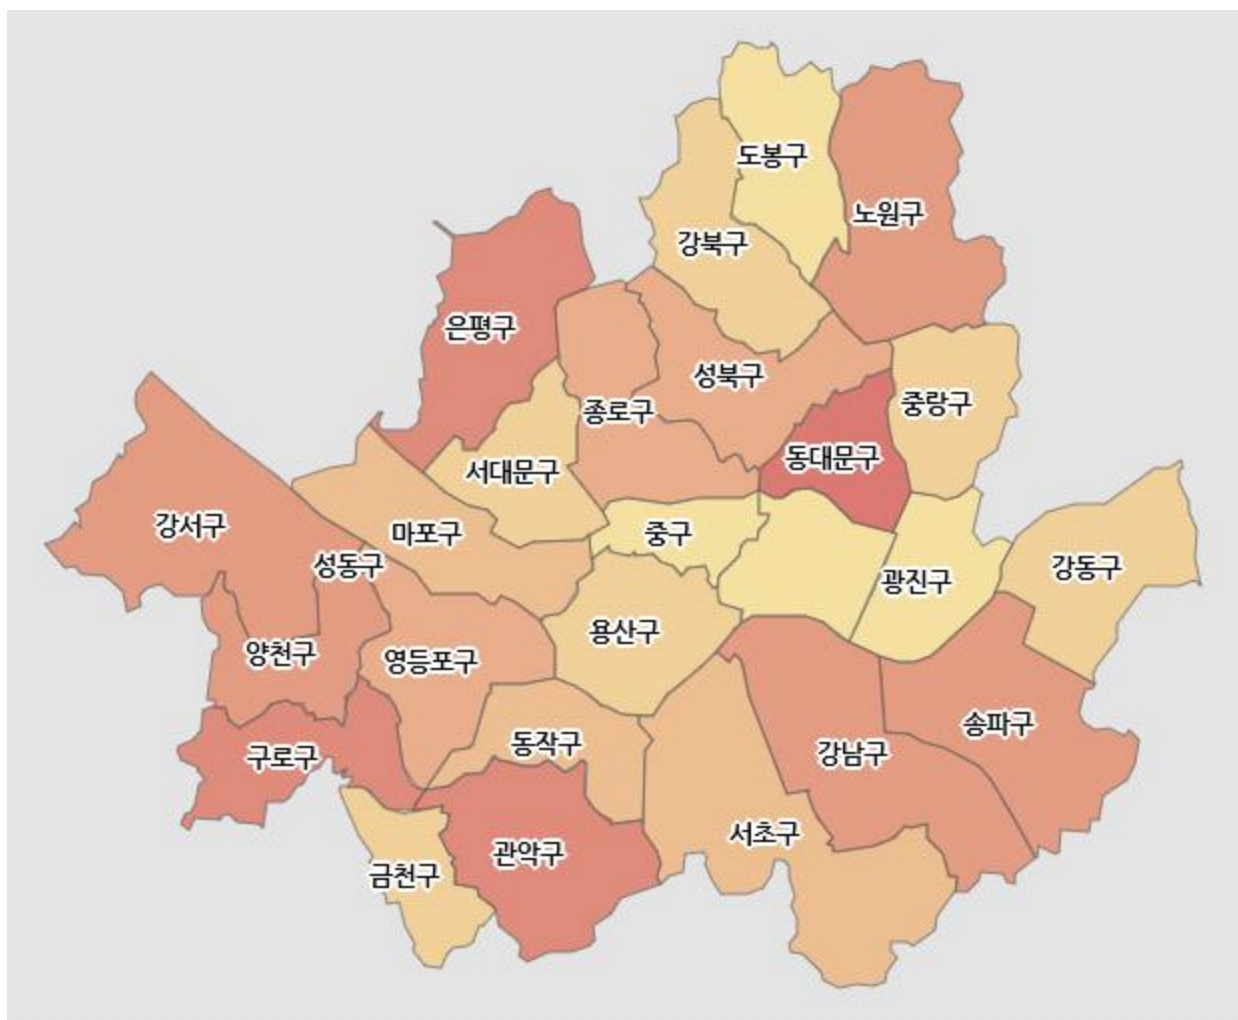 도봉구
노원구
강북구
은평구
성북구
종로구
중랑구
동대문구
서대문구
강서구
마포구
중구
성동구
강동구
광진구
용산구
양천구
영등포구
송파구
동작구
강남구
구로구
서초구
관악구
금천구